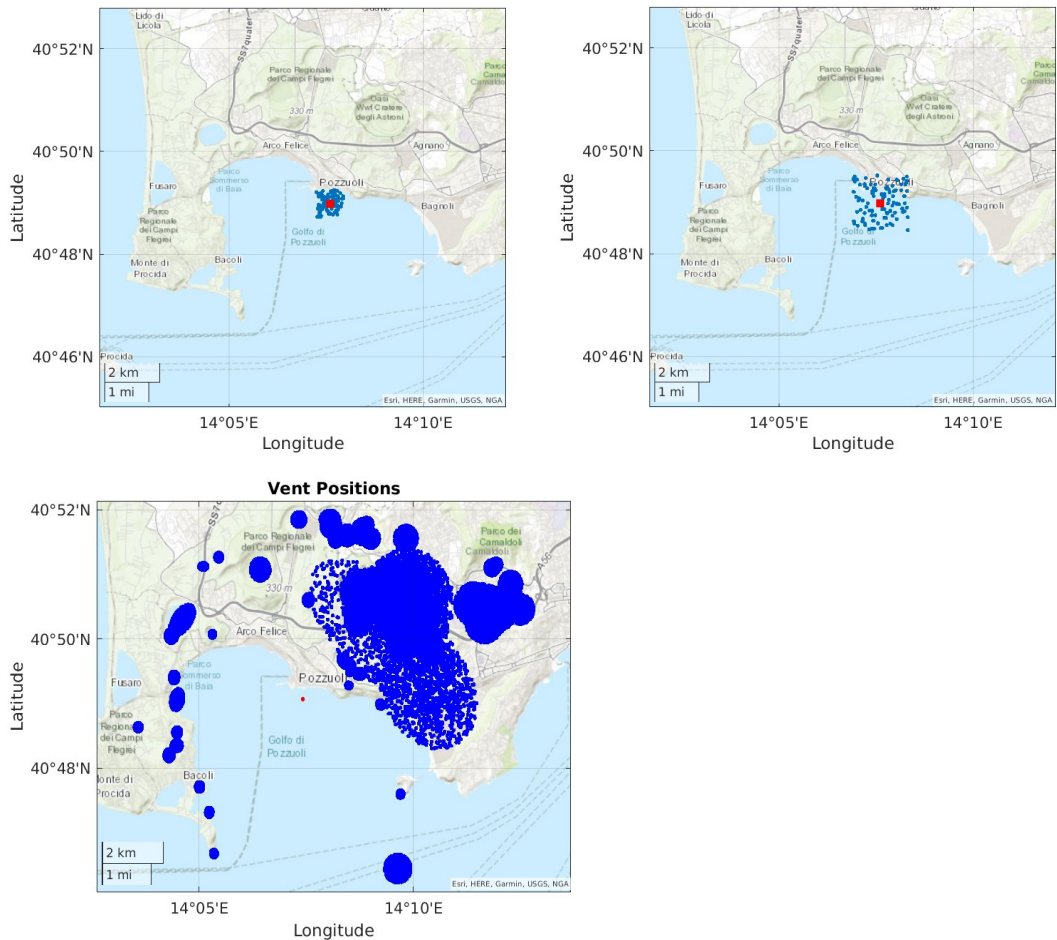 Lido di
Licola
SS7quater
Quarto
40°52'N
Parco Regionale
dei Campi Flegrei
Parco
Camaldoli
330 m
Oasi
Wwf Cratere
degli Astroni
40°50'N
Arco Felice
Agnano
Parco
Sommerso
di Baia
Fusaro
Pozzuoli
Bagnoli
Parco
Regionale
dei Campi
Flegrei
Golfo di
Pozzuoli
40°48'N
Monte di
Procida
Bacoli
40°46'N
Procida
2 km
1 mi
Esri, HERE, Garmin, USGS, NGA
14°05'E
14°10'E
Longitude
Latitude
Lido di
Licola
SS7quater
40°52'N
Parco Regionale
dei Campi Flegrei
330 m
Oasi
Wwf Cratere
degli Astroni
40°50'N
Arco Felice
Agnano
Parco
Sommerso
di Baia
Fusaro
Pozzuoli
Bagnoli
Parco
Regionale
dei Campi
Flegrei
Golfo di
Pozzuoli
40°48'N
Monte di
Procida
Bacoli
40°46'N
Procida
2 km
1 mi
Esri, HERE, Garmin, USGS, NGA
14°05'E
14°10'E
Longitude
Latitude
Vent Positions
40°52'N
SS7q
Parco Regionale
dei Campi Flegrei
Parco dei
Camaldoli
A56
330 m
40°50'N
Arco Felice
Parco
Sommerso
di Baia
Fusaro
Pozzuoli
Parco
Regionale
dei Campi
Flegrei
Golfo di
Pozzuoli
40°48'N
Monte di
Procida
Bacoli
2 km
1 mi
Esri, HERE, Garmin, USGS, NGA
14°05'E
14°10'E
Longitude
Latitude